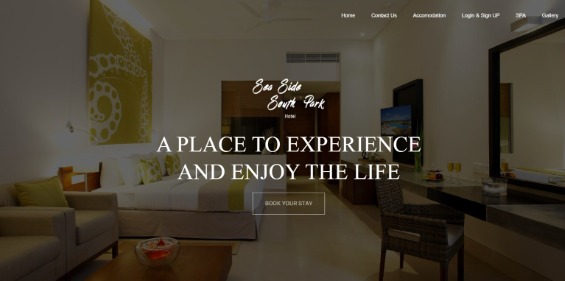 Home Contact Us Accomodation Login & Sign UP SPA Gallery
Sea Side
South Park
Hotel
A PLACE TO EXPERIENCE
AND ENJOY THE LIFE
BOOK YOUR STAY